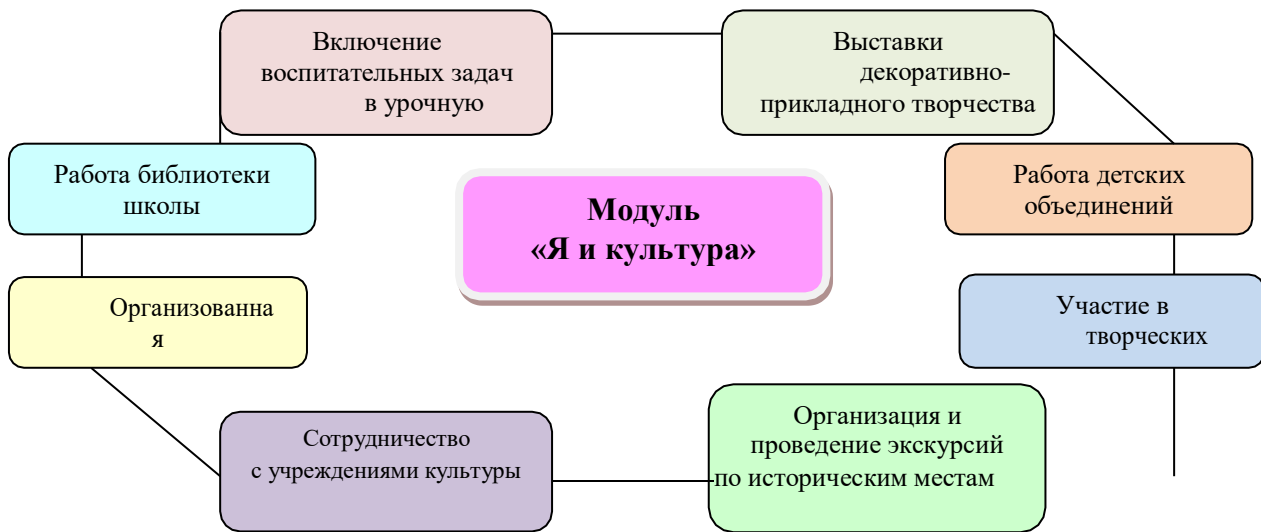 Включение
воспитательных задач
в урочную
Выставки
декоративно-
прикладного творчества
Работа библиотеки
школы
Модуль
«Я и культура»
Работа детских
объединений
Организованна
я
Участие в
творческих
Сотрудничество
с учреждениями культуры
Организация и
проведение экскурсий
по историческим местам